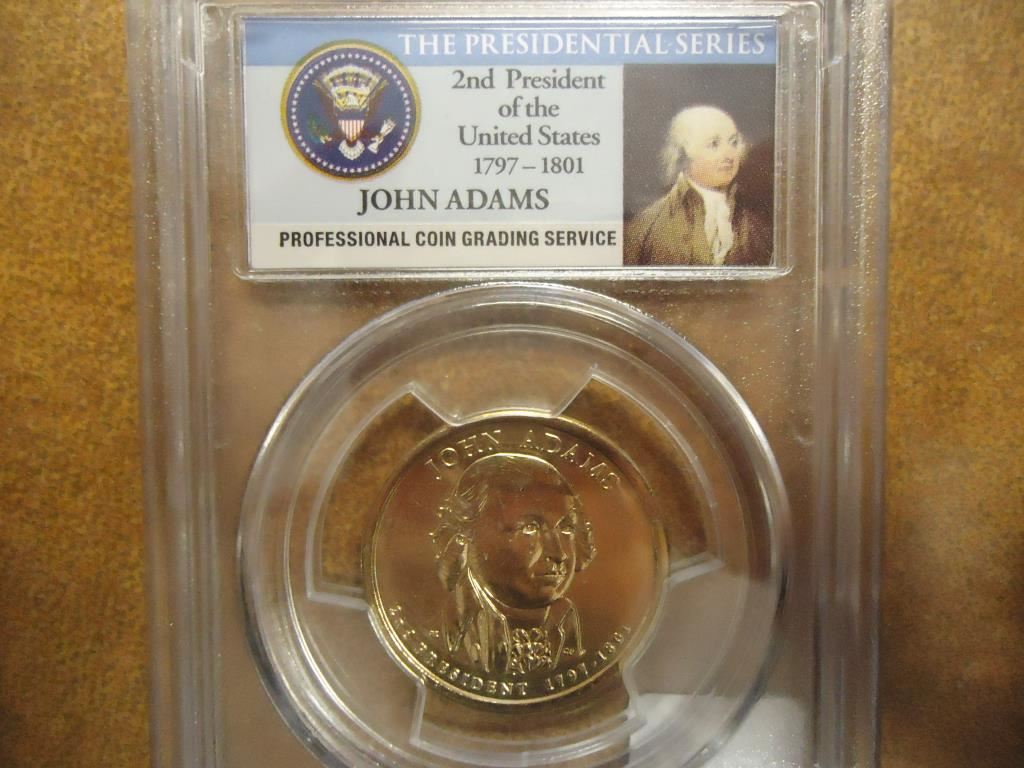 THE PRESIDENTIAL SERIES
2nd President
of the
United States
1797 – 1801
JOHN ADAMS
PROFESSIONAL COIN GRADING SERVICE
JOHN ADAMS
2nd PRESIDENT 1797-1801